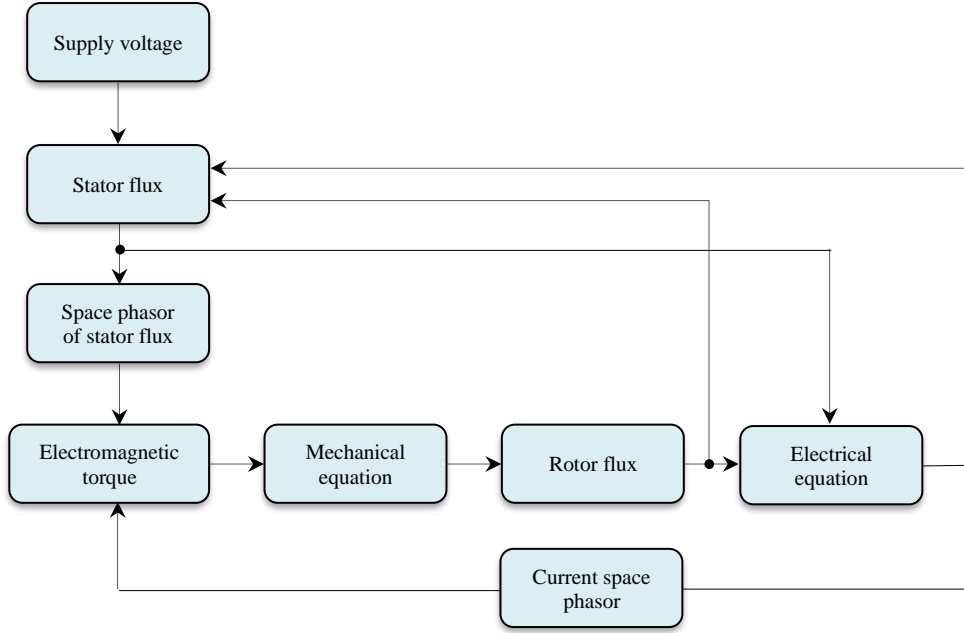 Supply voltage
Stator flux
Space phasor
of stator flux
Electromagnetic
torque
Mechanical
equation
Rotor flux
Electrical
equation
Current space
phasor